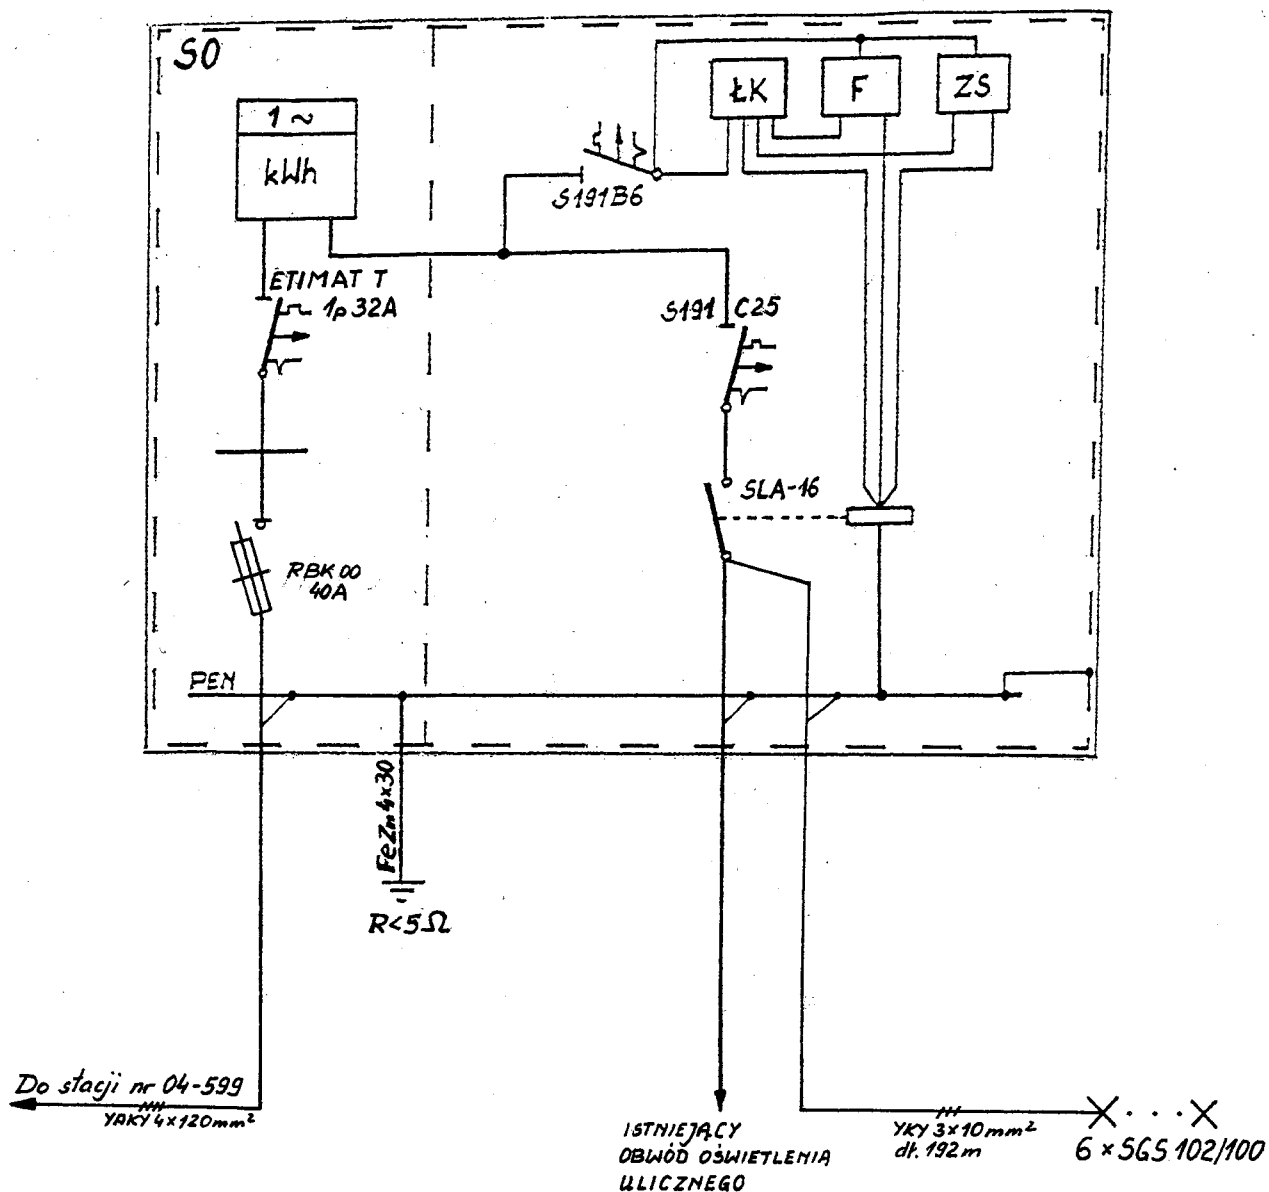 SO
1 ~
kWh
ŁK
F
ZS
S191B6
ETIMAT T
1p 32A
S191 C25
SLA-16
RBK 00
40A
PEN
FeZn 4x30
R<5Ω
Do stacji nr 04-599
YAKY 4x120mm²
ISTNIEJĄCY
OBWÓD OŚWIETLENIA
ULICZNEGO
YKY 3x10mm²
dł. 192m
6 x SGS 102/100